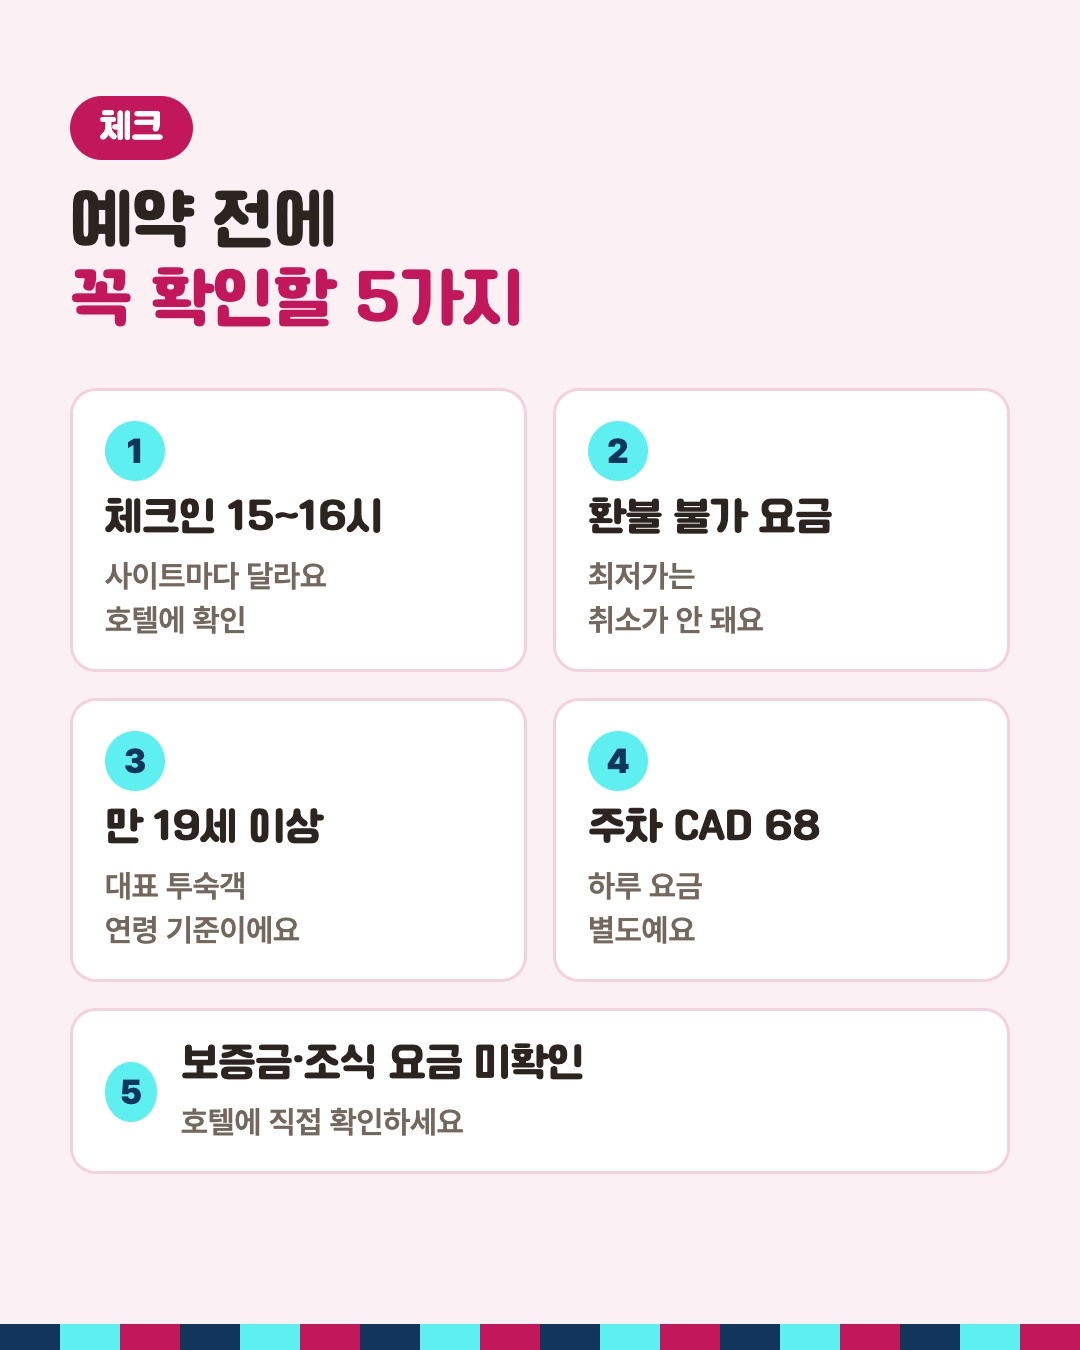 체크
예약 전에
꼭 확인할 5가지
1
체크인 15~16시
사이트마다 달라요
호텔에 확인
2
환불 불가 요금
최저가는
취소가 안 돼요
3
만 19세 이상
대표 투숙객
연령 기준이에요
4
주차 CAD 68
하루 요금
별도예요
5
보증금·조식 요금 미확인
호텔에 직접 확인하세요